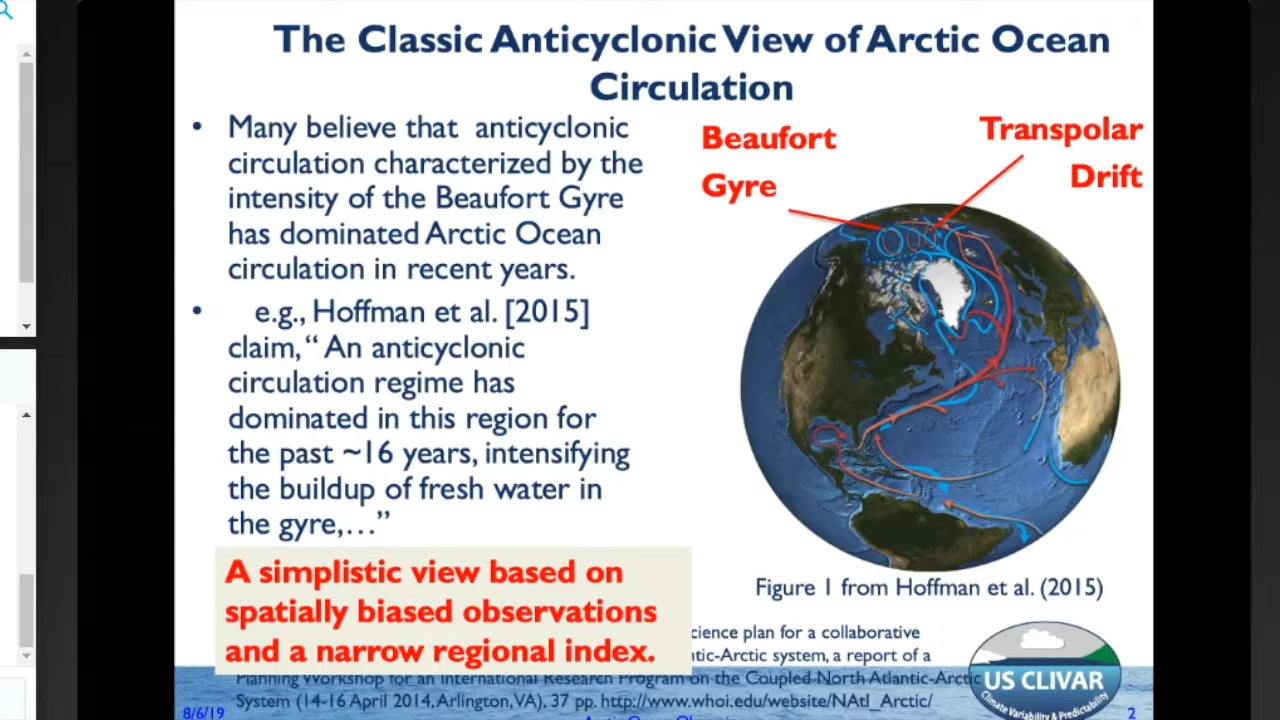 The Classic Anticyclonic View of Arctic Ocean
Circulation
• Many believe that anticyclonic
circulation characterized by the
intensity of the Beaufort Gyre
has dominated Arctic Ocean
circulation in recent years.
• e.g., Hoffman et al. [2015]
claim, “ An anticyclonic
circulation regime has
dominated in this region for
the past ~16 years, intensifying
the buildup of fresh water in
the gyre,…”
A simplistic view based on
spatially biased observations
and a narrow regional index.
Beaufort
Gyre
Transpolar
Drift
Figure 1 from Hoffman et al. (2015)
cience plan for a collaborative
ntic-Arctic system, a report of a
Planning Workshop for an International Research Program on the Coupled North Atlantic-Arctic
System (14-16 April 2014, Arlington, VA), 37 pp. http://www.whoi.edu/website/NAtl_Arctic/
US CLIVAR
Climate Variability & Predictability
8/6/19
2